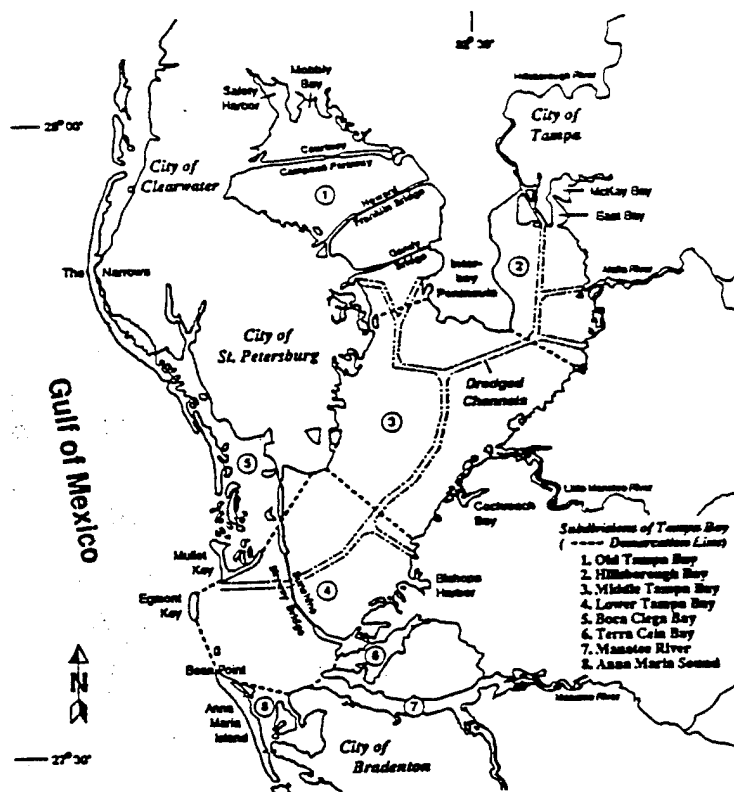 Hillsborough River
Mobbly
Bay
Safety
Harbor
28° 00'
City of
Tampa
Courtney
Campbell Parkway
City of
Clearwater
McKay Bay
East Bay
1
Howard
Franklin Bridge
2
Gandy
Bridge
Inter-
bay
Peninsula
Alafia River
The Narrows
City of
St. Petersburg
Dredged
Channels
3
Gulf of Mexico
5
Little Manatee River
Cockroach
Bay
Subdivisions of Tampa Bay
( ---- Demarcation Line)
1. Old Tampa Bay
2. Hillsborough Bay
3. Middle Tampa Bay
4. Lower Tampa Bay
5. Boca Ciega Bay
6. Terra Ceia Bay
7. Manatee River
8. Anna Maria Sound
Mullet
Key
Sunshine
Skyway Bridge
4
Bishops
Harbor
Egmont
Key
6
N
Bean Point
7
Manatee River
8
Anna
Maria
Island
City of
Bradenton
27° 30'